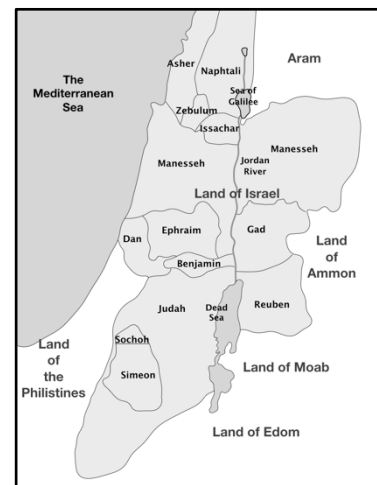 Asher
Naphtali
Aram
The
Mediterranean
Sea
Sea of
Galilee
Zebulum
Issachar
Manesseh
Manesseh
Jordan
River
Land of Israel
Dan
Ephraim
Gad
Land
of
Ammon
Benjamin
Judah
Dead
Sea
Reuben
Land
of
the
Philistines
Sochoh
Simeon
Land of Moab
Land of Edom